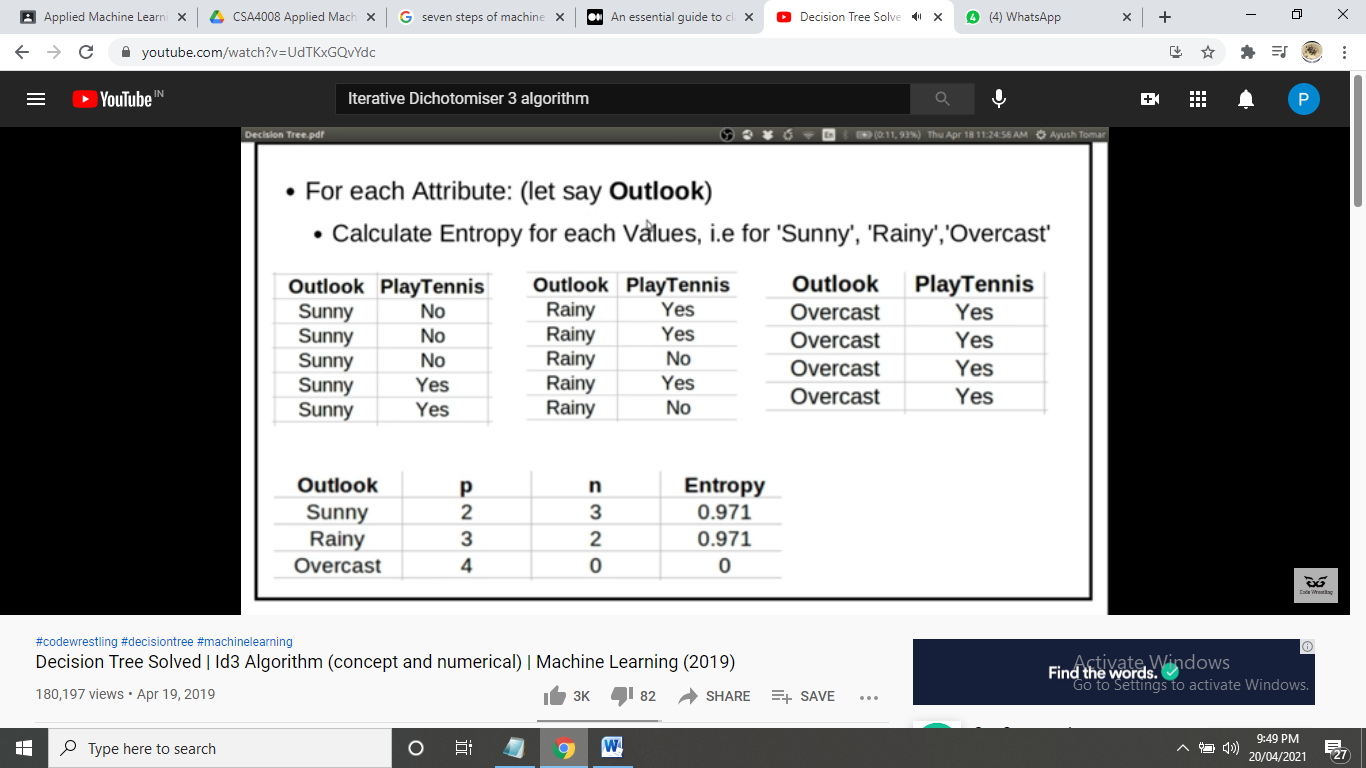 Applied Machine Learni
CSA4008 Applied Mach
seven steps of machine
An essential guide to cl
Decision Tree Solve
(4) WhatsApp
youtube.com/watch?v=UdTKxGQvYdc
YouTube IN
Iterative Dichotomiser 3 algorithm
P
Decision Tree.pdf
En (0:11, 93%) Thu Apr 18 11:24:56 AM Ayush Tomar
• For each Attribute: (let say Outlook)
• Calculate Entropy for each Values, i.e for 'Sunny', 'Rainy','Overcast'
Outlook PlayTennis
Sunny No
Sunny No
Sunny No
Sunny Yes
Sunny Yes
Outlook PlayTennis
Rainy Yes
Rainy Yes
Rainy No
Rainy Yes
Rainy No
Outlook PlayTennis
Overcast Yes
Overcast Yes
Overcast Yes
Overcast Yes
Outlook p n Entropy
Sunny 2 3 0.971
Rainy 3 2 0.971
Overcast 4 0 0
Code Wrestling
#codewrestling #decisiontree #machinelearning
Decision Tree Solved | Id3 Algorithm (concept and numerical) | Machine Learning (2019)
180,197 views • Apr 19, 2019
3K 82 SHARE SAVE
Find the words.
Activate Windows
Go to Settings to activate Windows.
Type here to search
W
9:49 PM
20/04/2021
27